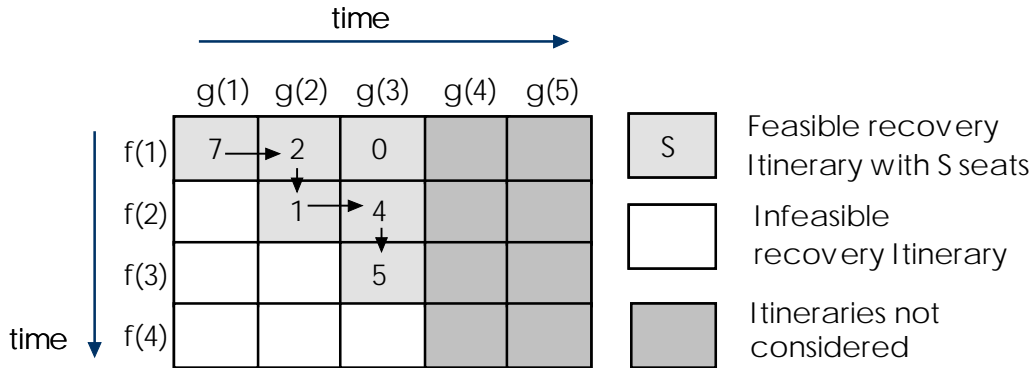 time
g(1) g(2) g(3) g(4) g(5)
f(1) 7 2 0
f(2) 1 4
f(3) 5
f(4)
time
S
Feasible recovery
Itinerary with S seats
Infeasible
recovery Itinerary
Itineraries not
considered